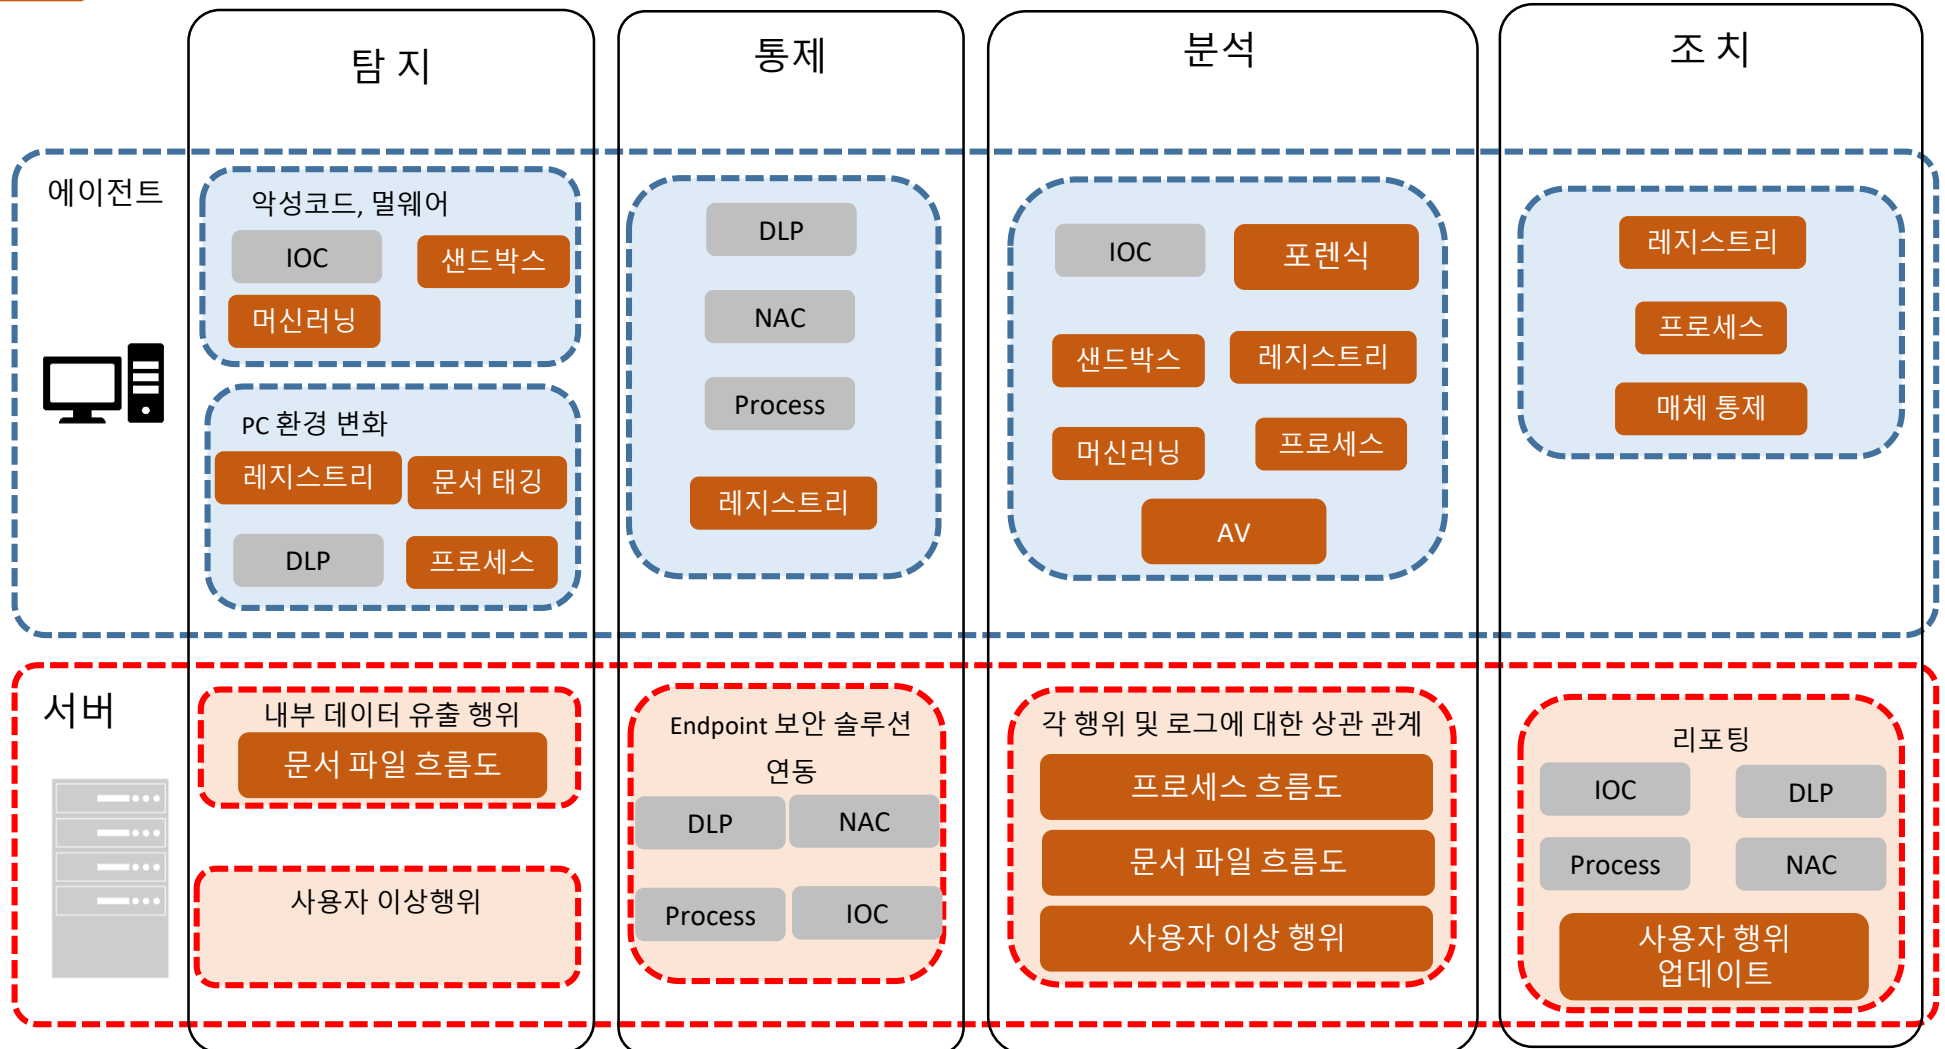 탐 지
통제
분석
조 치
에이전트
악성코드, 멀웨어
IOC
샌드박스
머신러닝
PC 환경 변화
레지스트리
문서 태깅
DLP
프로세스
DLP
NAC
Process
레지스트리
IOC
포렌식
샌드박스
레지스트리
머신러닝
프로세스
AV
레지스트리
프로세스
매체 통제
서버
내부 데이터 유출 행위
문서 파일 흐름도
사용자 이상행위
Endpoint 보안 솔루션
연동
DLP
NAC
Process
IOC
각 행위 및 로그에 대한 상관 관계
프로세스 흐름도
문서 파일 흐름도
사용자 이상 행위
리포팅
IOC
DLP
Process
NAC
사용자 행위
업데이트